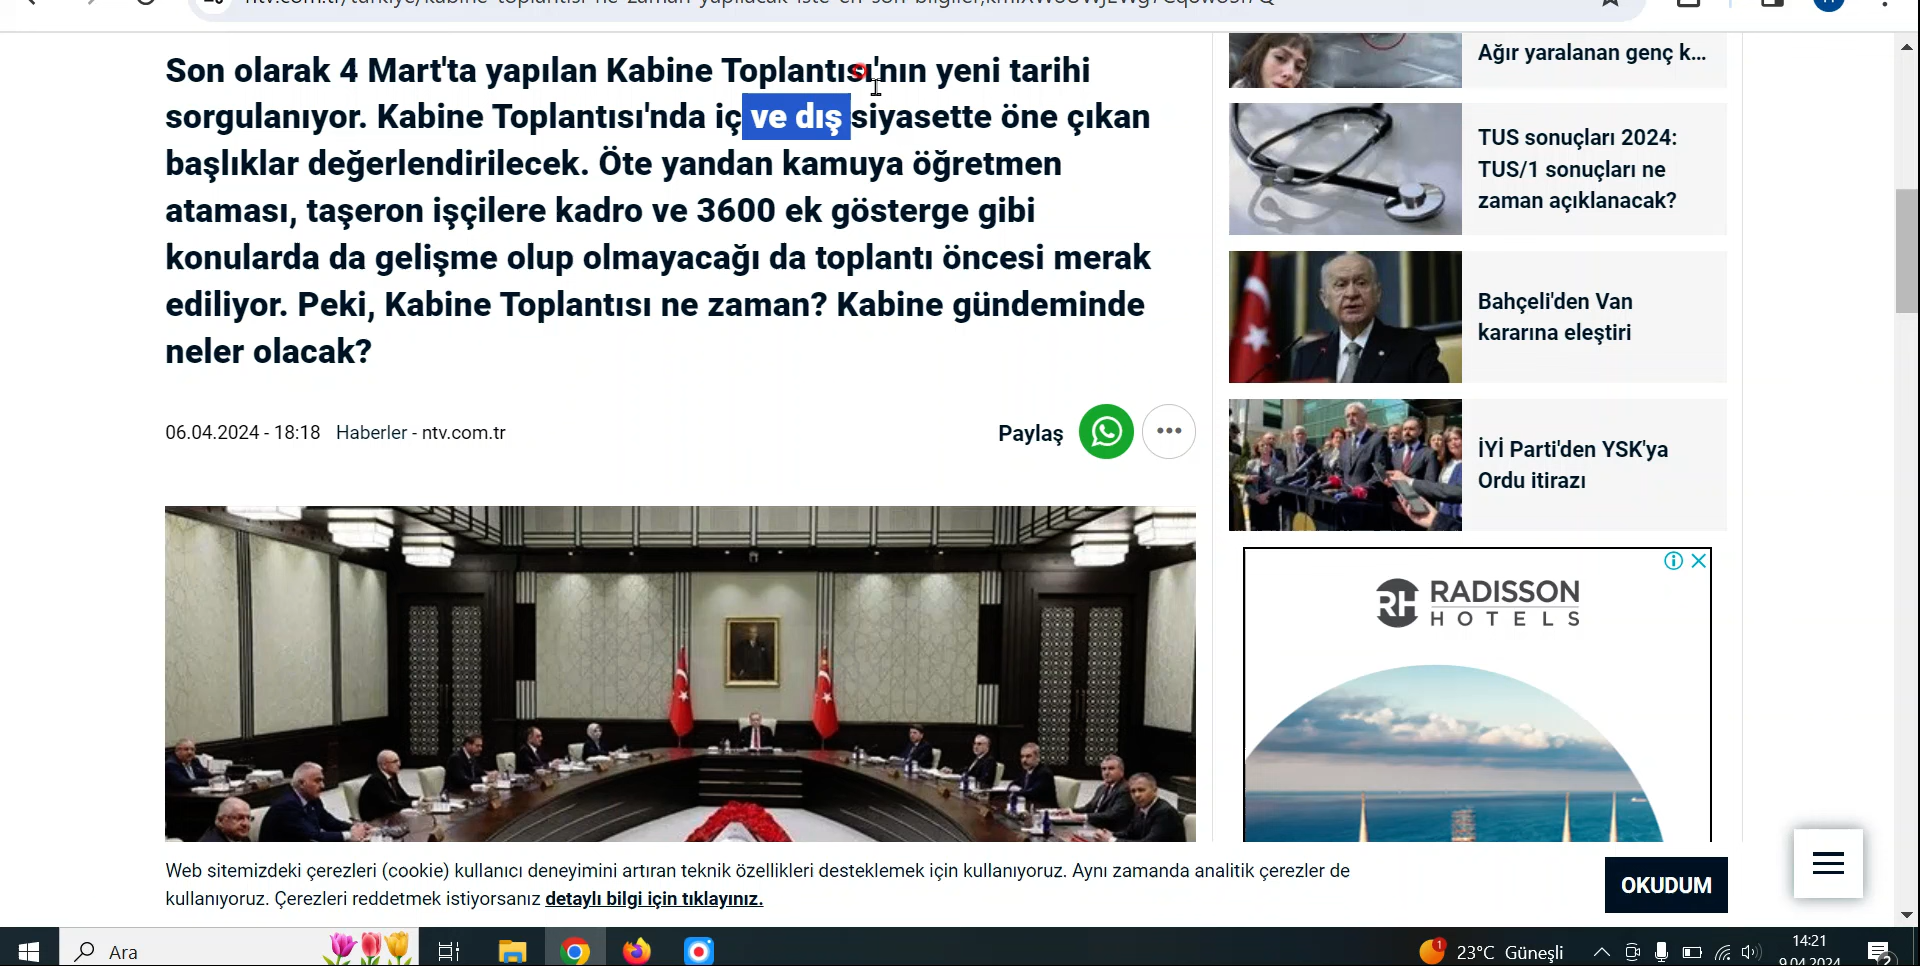 Son olarak 4 Mart'ta yapılan Kabine Toplantısı'nın yeni tarihi
sorgulanıyor. Kabine Toplantısı'nda iç ve dış siyasette öne çıkan
başlıklar değerlendirilecek. Öte yandan kamuya öğretmen
ataması, taşeron işçilere kadro ve 3600 ek gösterge gibi
konularda da gelişme olup olmayacağı da toplantı öncesi merak
ediliyor. Peki, Kabine Toplantısı ne zaman? Kabine gündeminde
neler olacak?
06.04.2024 - 18:18 Haberler - ntv.com.tr
Paylaş
Ağır yaralanan genç k...
TUS sonuçları 2024:
TUS/1 sonuçları ne
zaman açıklanacak?
Bahçeli'den Van
kararına eleştiri
İYİ Parti'den YSK'ya
Ordu itirazı
RADISSON
HOTELS
Web sitemizdeki çerezleri (cookie) kullanıcı deneyimini artıran teknik özellikleri desteklemek için kullanıyoruz. Aynı zamanda analitik çerezler de
kullanıyoruz. Çerezleri reddetmek istiyorsanız detaylı bilgi için tıklayınız.
OKUDUM
Ara
23°C Güneşli
14:21
9.04.2024